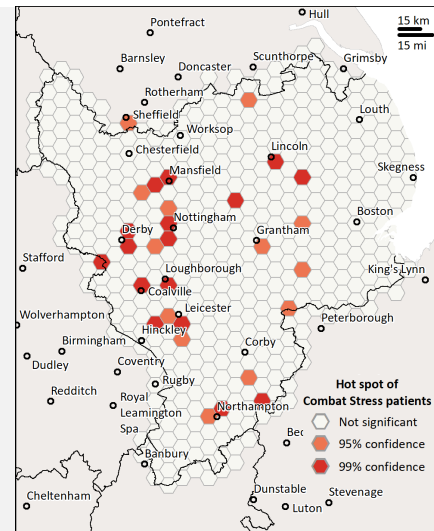 Hull
15 km
15 mi
Pontefract
Barnsley
Scunthorpe
Grimsby
Doncaster
Rotherham
Louth
Sheffield
Worksop
Chesterfield
Lincoln
Mansfield
Skegness
Nottingham
Boston
Derby
Grantham
Stafford
Loughborough
King's Lynn
Coalville
Leicester
Wolverhampton
Peterborough
Hinckley
Birmingham
Corby
Coventry
Dudley
Rugby
Redditch
Royal
Leamington
Spa
Northampton
Hot spot of
Combat Stress patients
Not significant
95% confidence
99% confidence
Bec
Banbury
Cheltenham
Dunstable
Stevenage
Luton